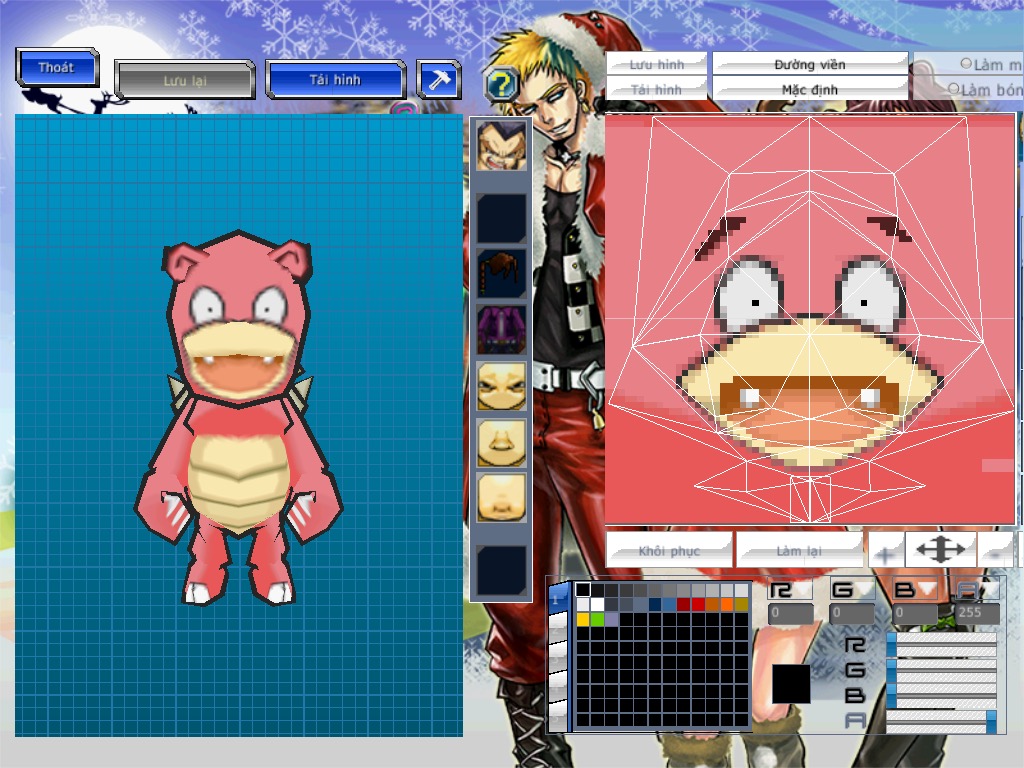 Thoát
Lưu lại
Tải hình
?
Lưu hình
Đường viền
Làm m
Tải hình
Mặc định
Làm bón
Khôi phục
Làm lại
+
-
1
R G B A
0 0 0 255
R
G
B
A